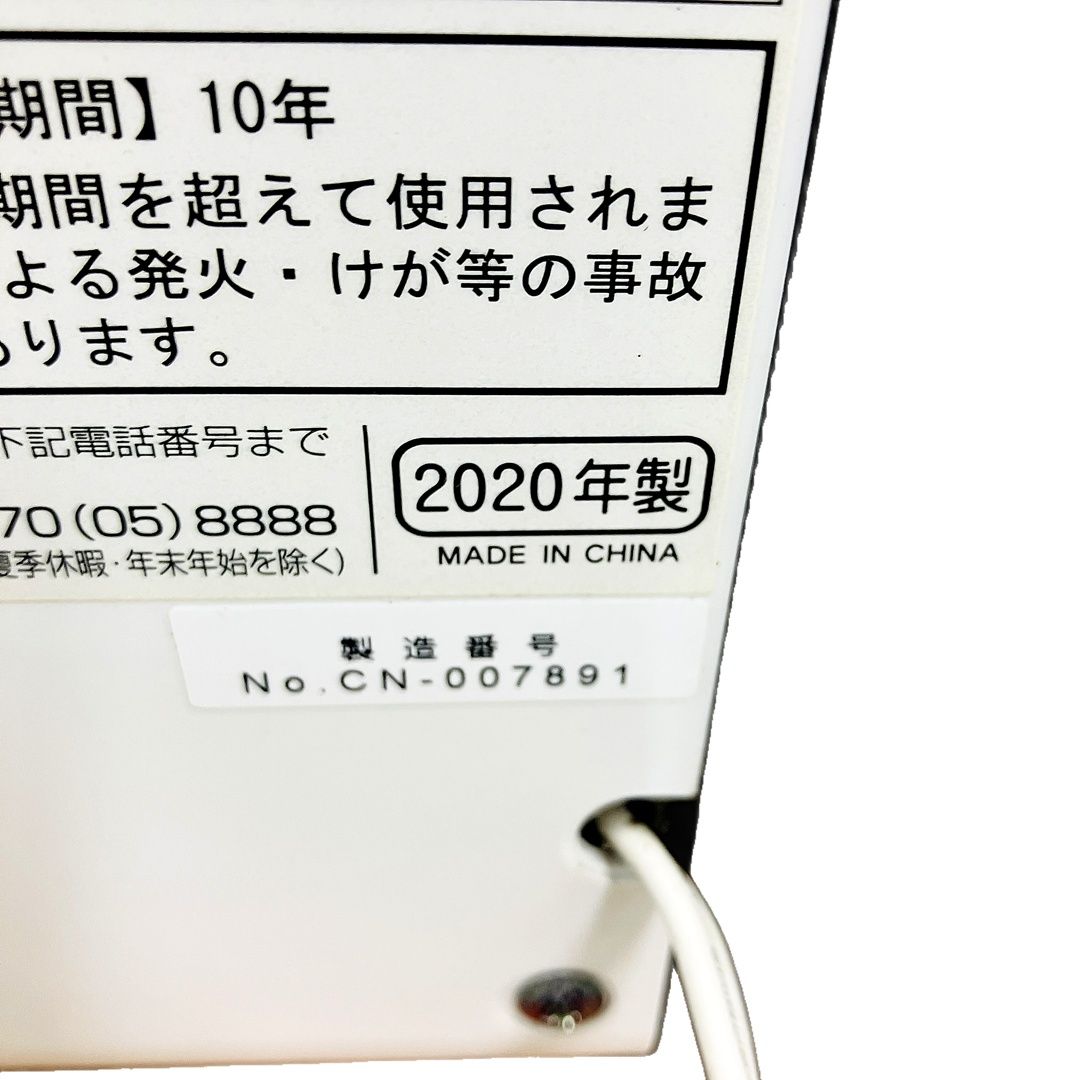 期間】10年
期間を超えて使用されま
よる発火・けが等の事故
あります。
下記電話番号まで
70(05)8888
夏季休暇・年末年始を除く)
2020年製
MADE IN CHINA
製造番号
No.CN-007891